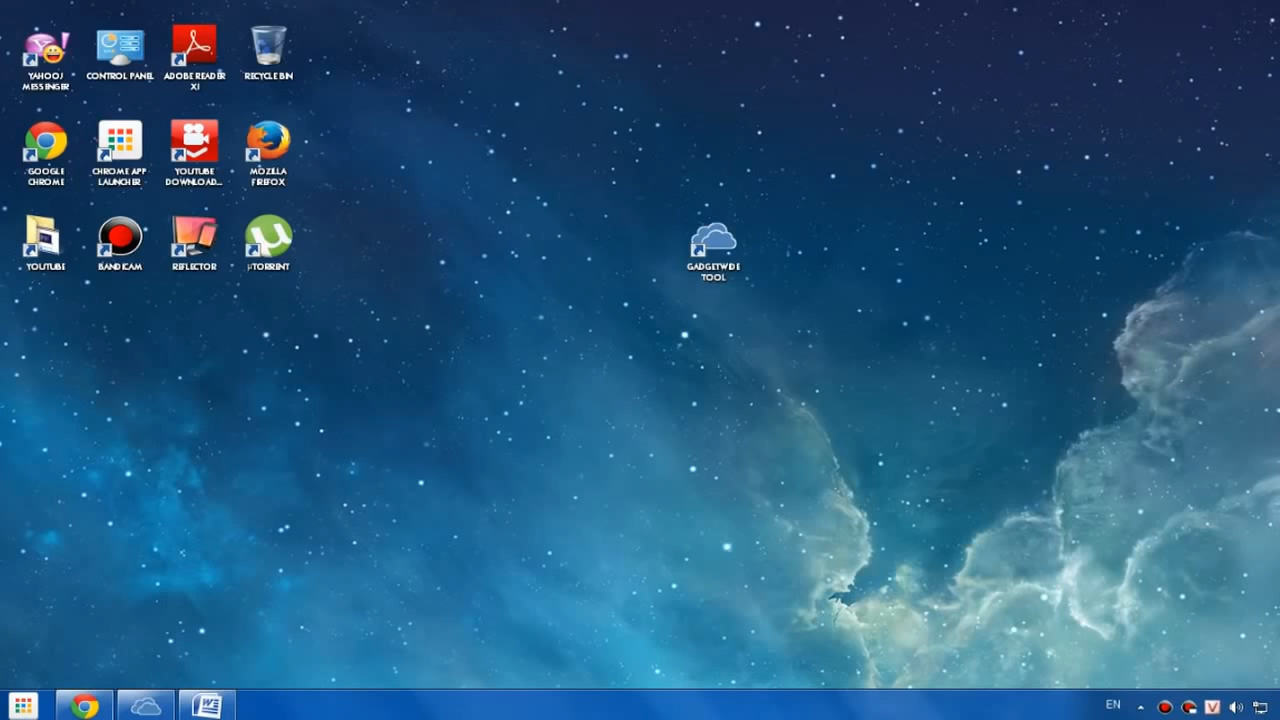 YAHOO!
MESSENGER
CONTROL PANEL
ADOBE READER
XI
RECYCLE BIN
GOOGLE
CHROME
CHROME APP
LAUNCHER
YOUTUBE
DOWNLOAD...
MOZILLA
FIREFOX
YOUTUBE
BANDICAM
REFLECTOR
µTORRENT
GADGETWIDE
TOOL
EN